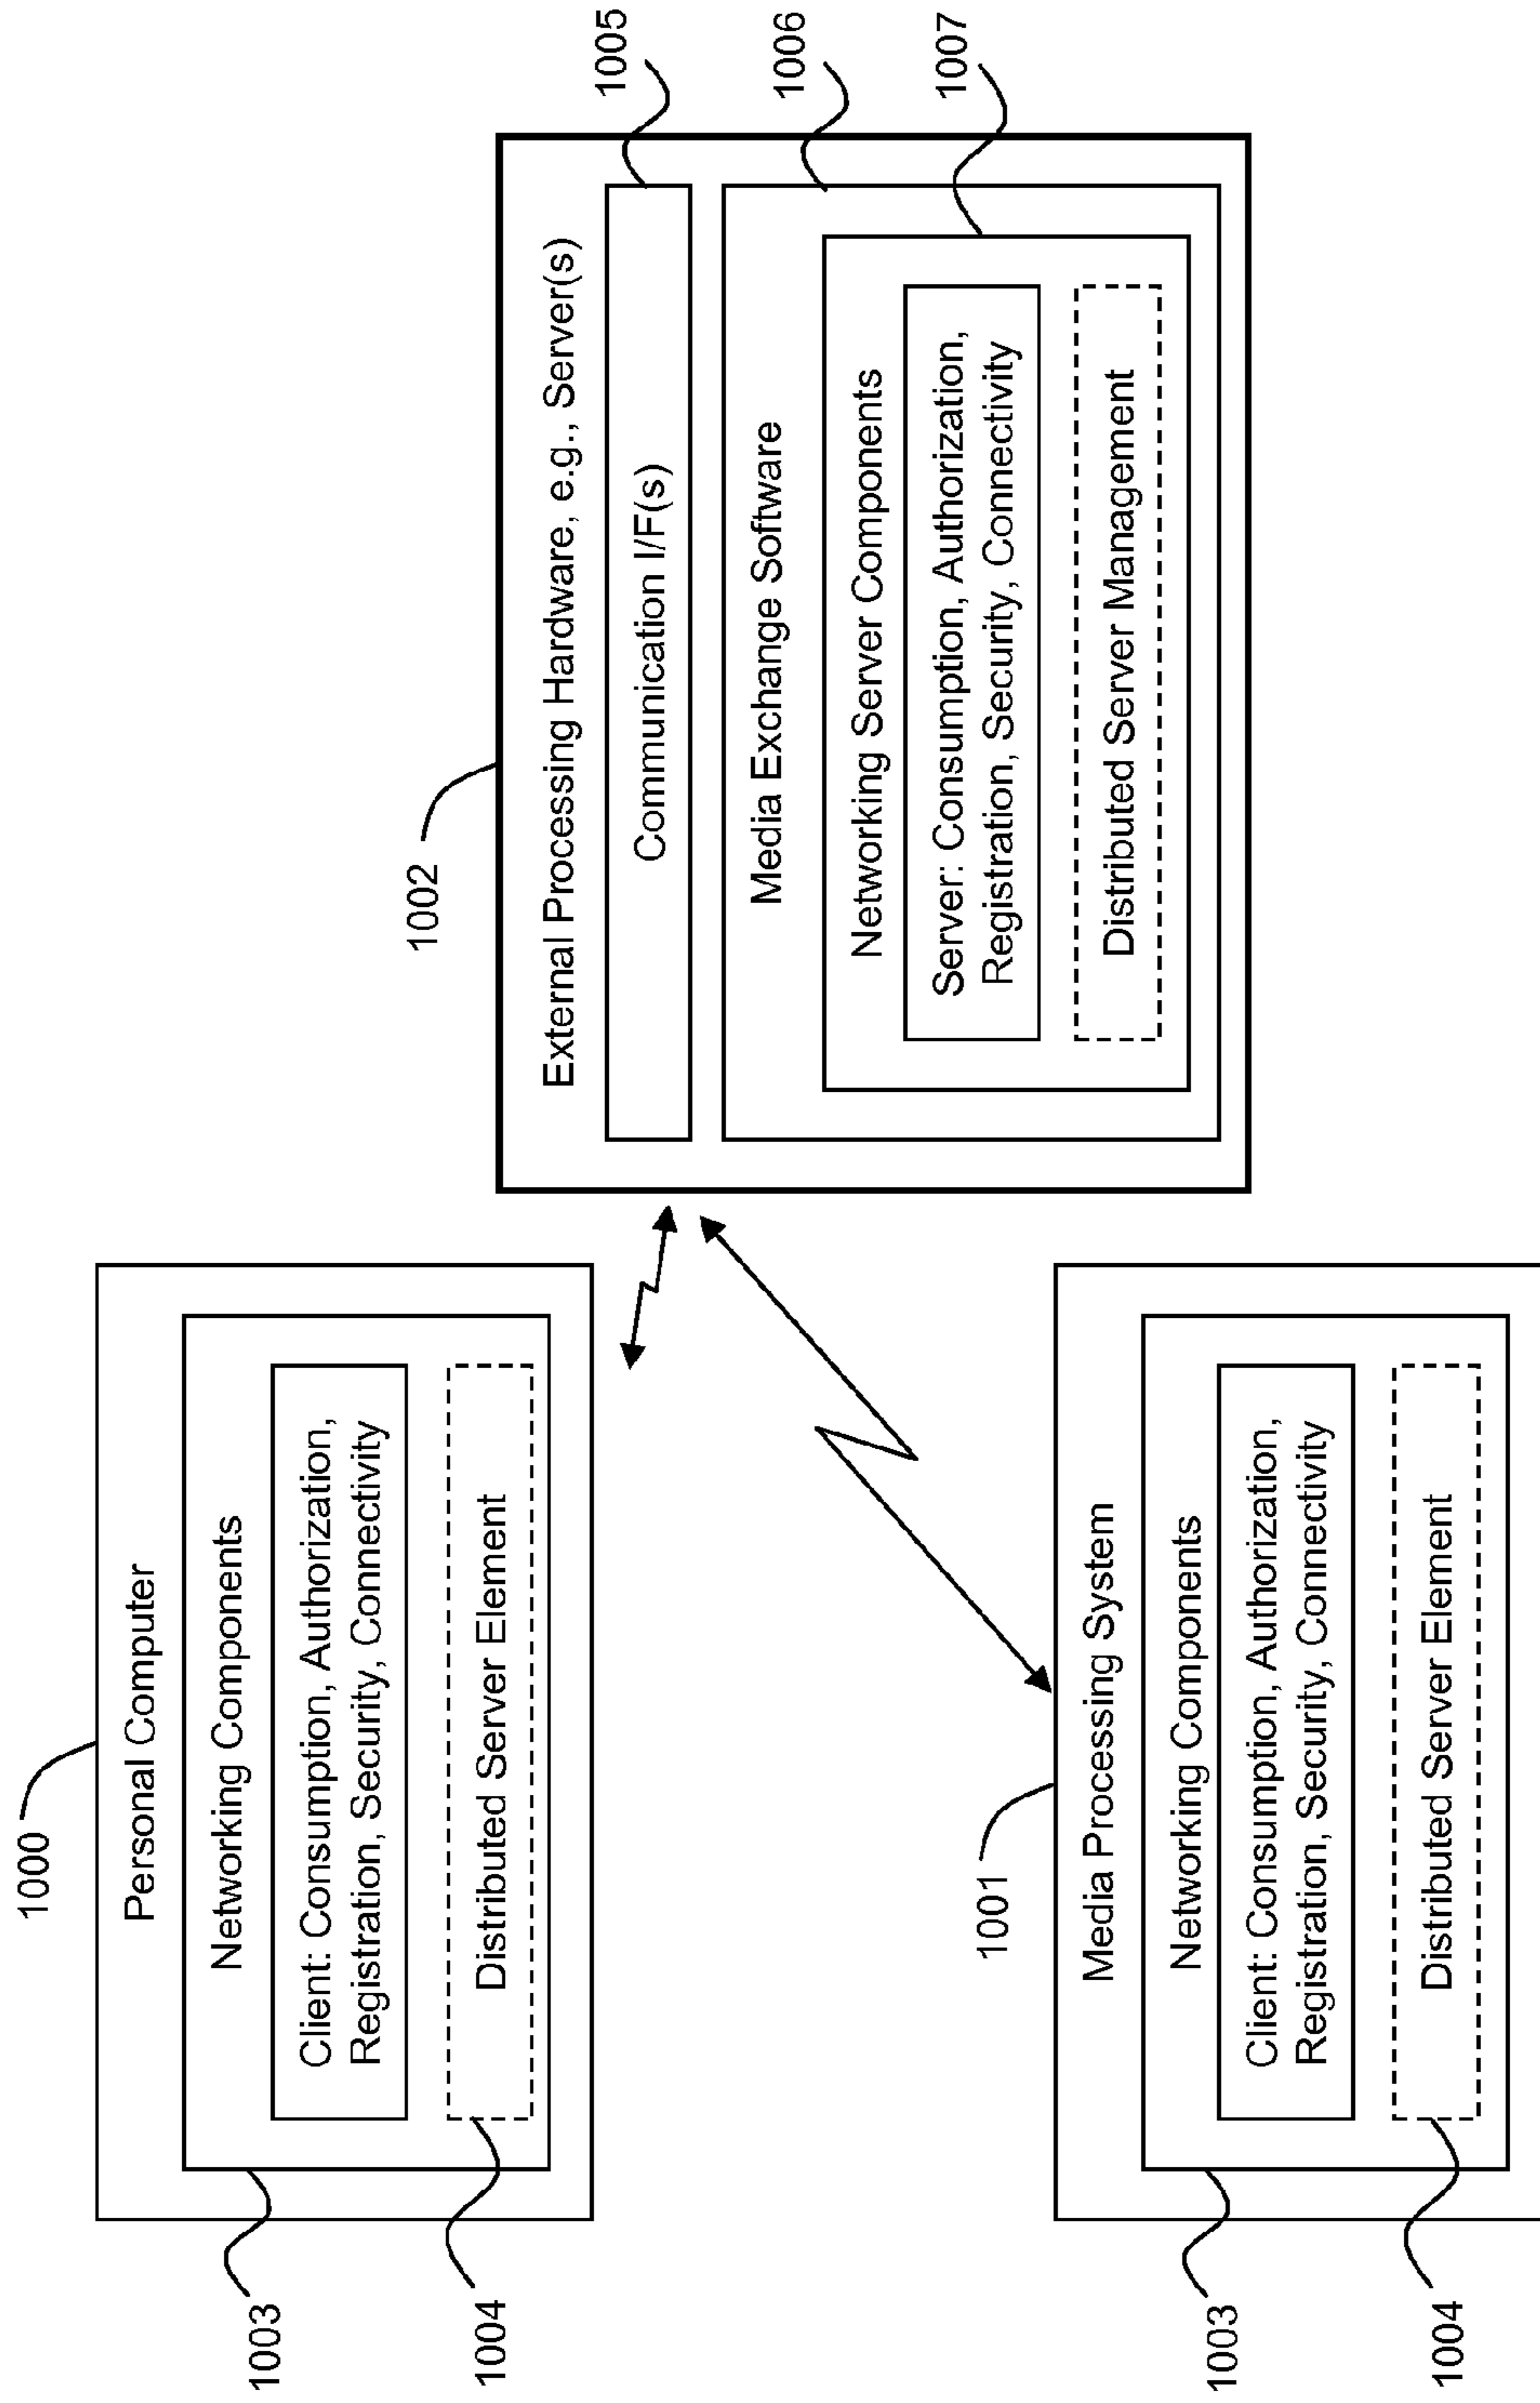 1000
Personal Computer
Networking Components
Client: Consumption, Authorization,
Registration, Security, Connectivity
Distributed Server Element
1003
1004
1001
Media Processing System
Networking Components
Client: Consumption, Authorization,
Registration, Security, Connectivity
Distributed Server Element
1003
1004
1002
External Processing Hardware, e.g., Server(s)
Communication I/F(s)
Media Exchange Software
Networking Server Components
Server: Consumption, Authorization,
Registration, Security, Connectivity
Distributed Server Management
1005
1006
1007